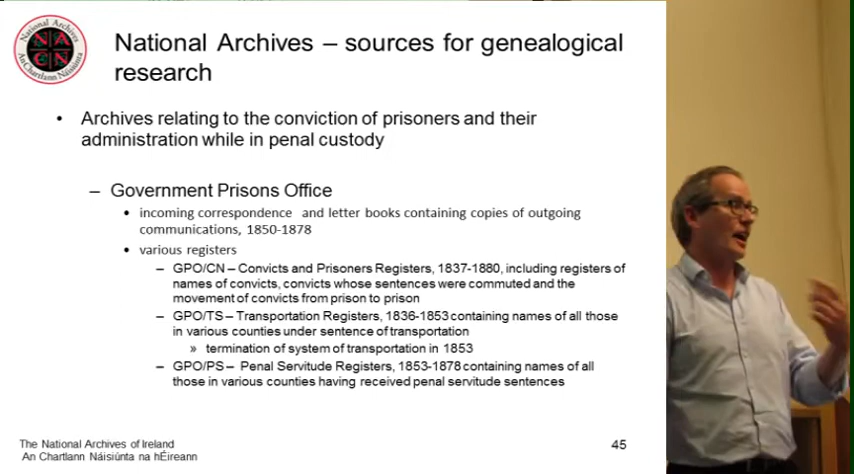 National Archives
N A
C N
An Chartlann Náisiúnta
National Archives – sources for genealogical
research
• Archives relating to the conviction of prisoners and their
administration while in penal custody
– Government Prisons Office
• incoming correspondence and letter books containing copies of outgoing
communications, 1850-1878
• various registers
– GPO/CN – Convicts and Prisoners Registers, 1837-1880, including registers of
names of convicts, convicts whose sentences were commuted and the
movement of convicts from prison to prison
– GPO/TS – Transportation Registers, 1836-1853 containing names of all those
in various counties under sentence of transportation
» termination of system of transportation in 1853
– GPO/PS – Penal Servitude Registers, 1853-1878 containing names of all
those in various counties having received penal servitude sentences
The National Archives of Ireland
An Chartlann Náisiúnta na hÉireann
45